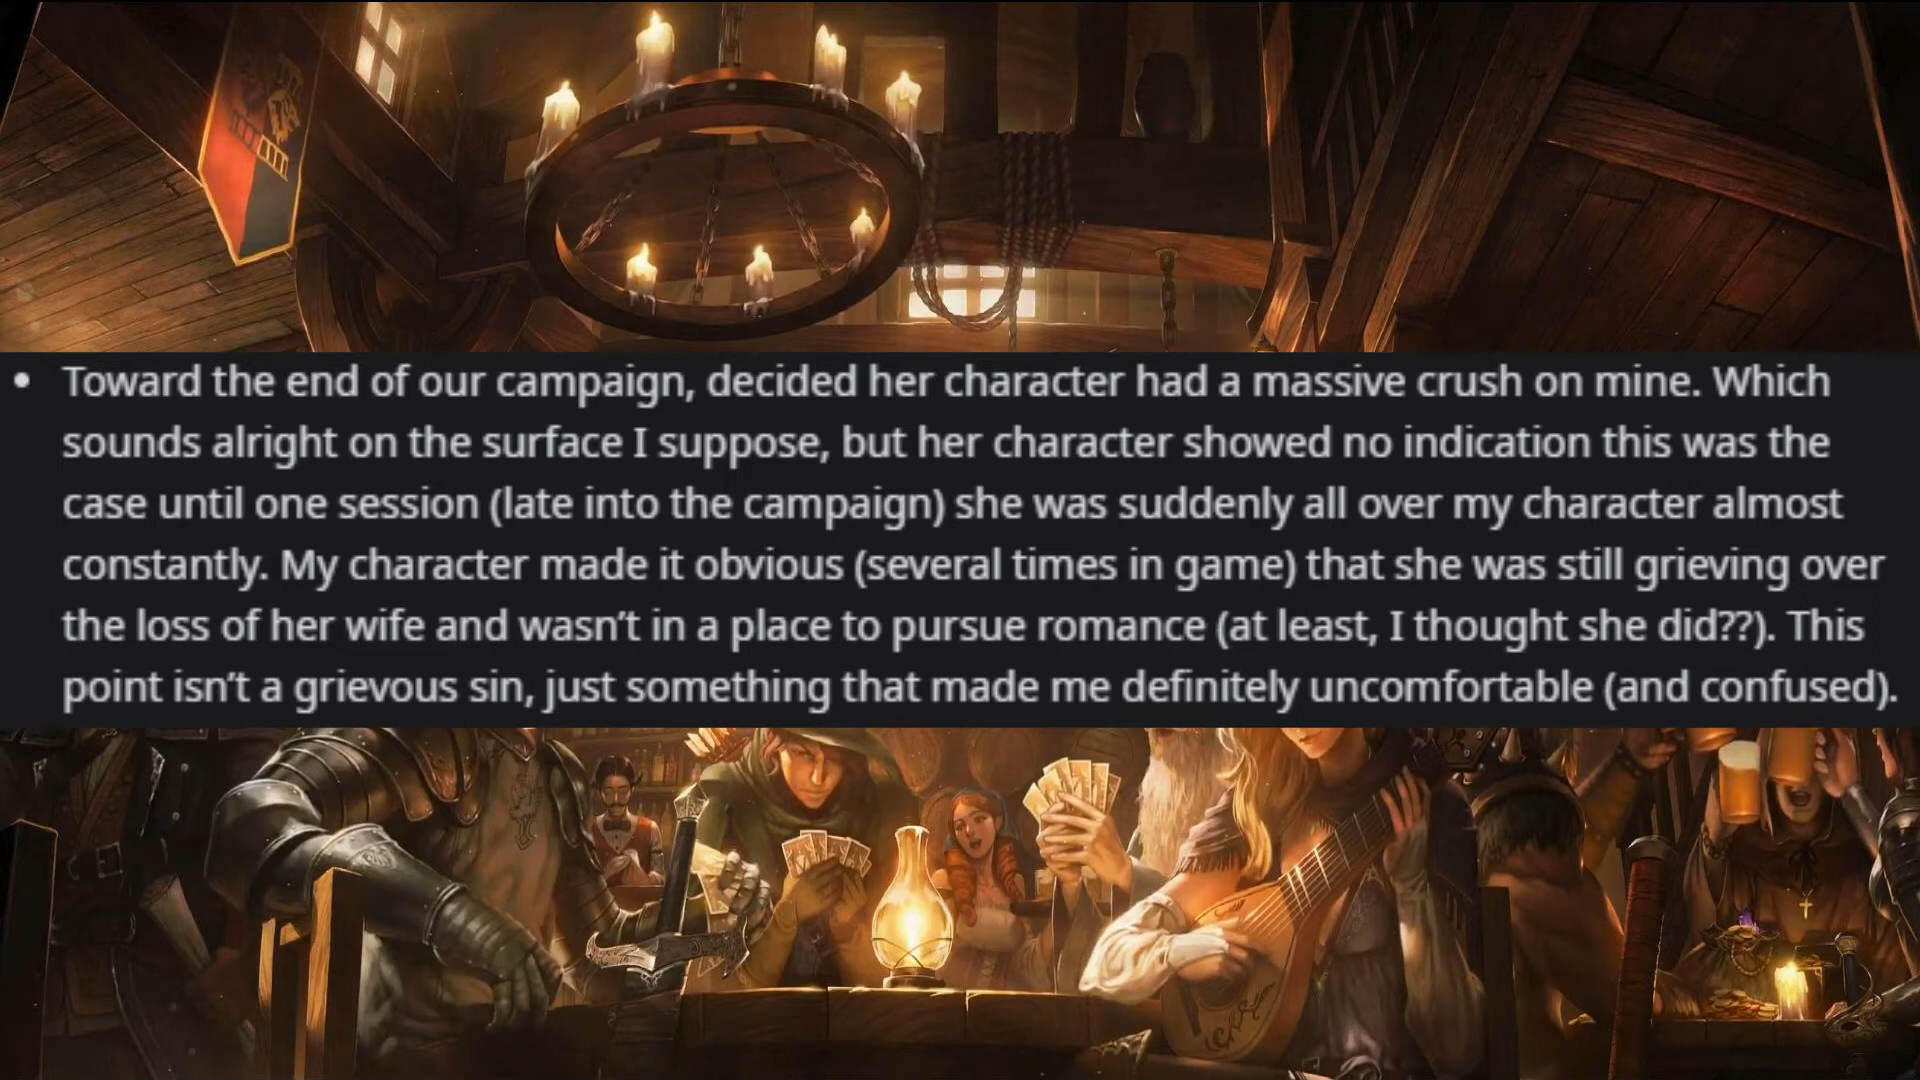 • Toward the end of our campaign, decided her character had a massive crush on mine. Which
sounds alright on the surface I suppose, but her character showed no indication this was the
case until one session (late into the campaign) she was suddenly all over my character almost
constantly. My character made it obvious (several times in game) that she was still grieving over
the loss of her wife and wasn’t in a place to pursue romance (at least, I thought she did??). This
point isn’t a grievous sin, just something that made me definitely uncomfortable (and confused).